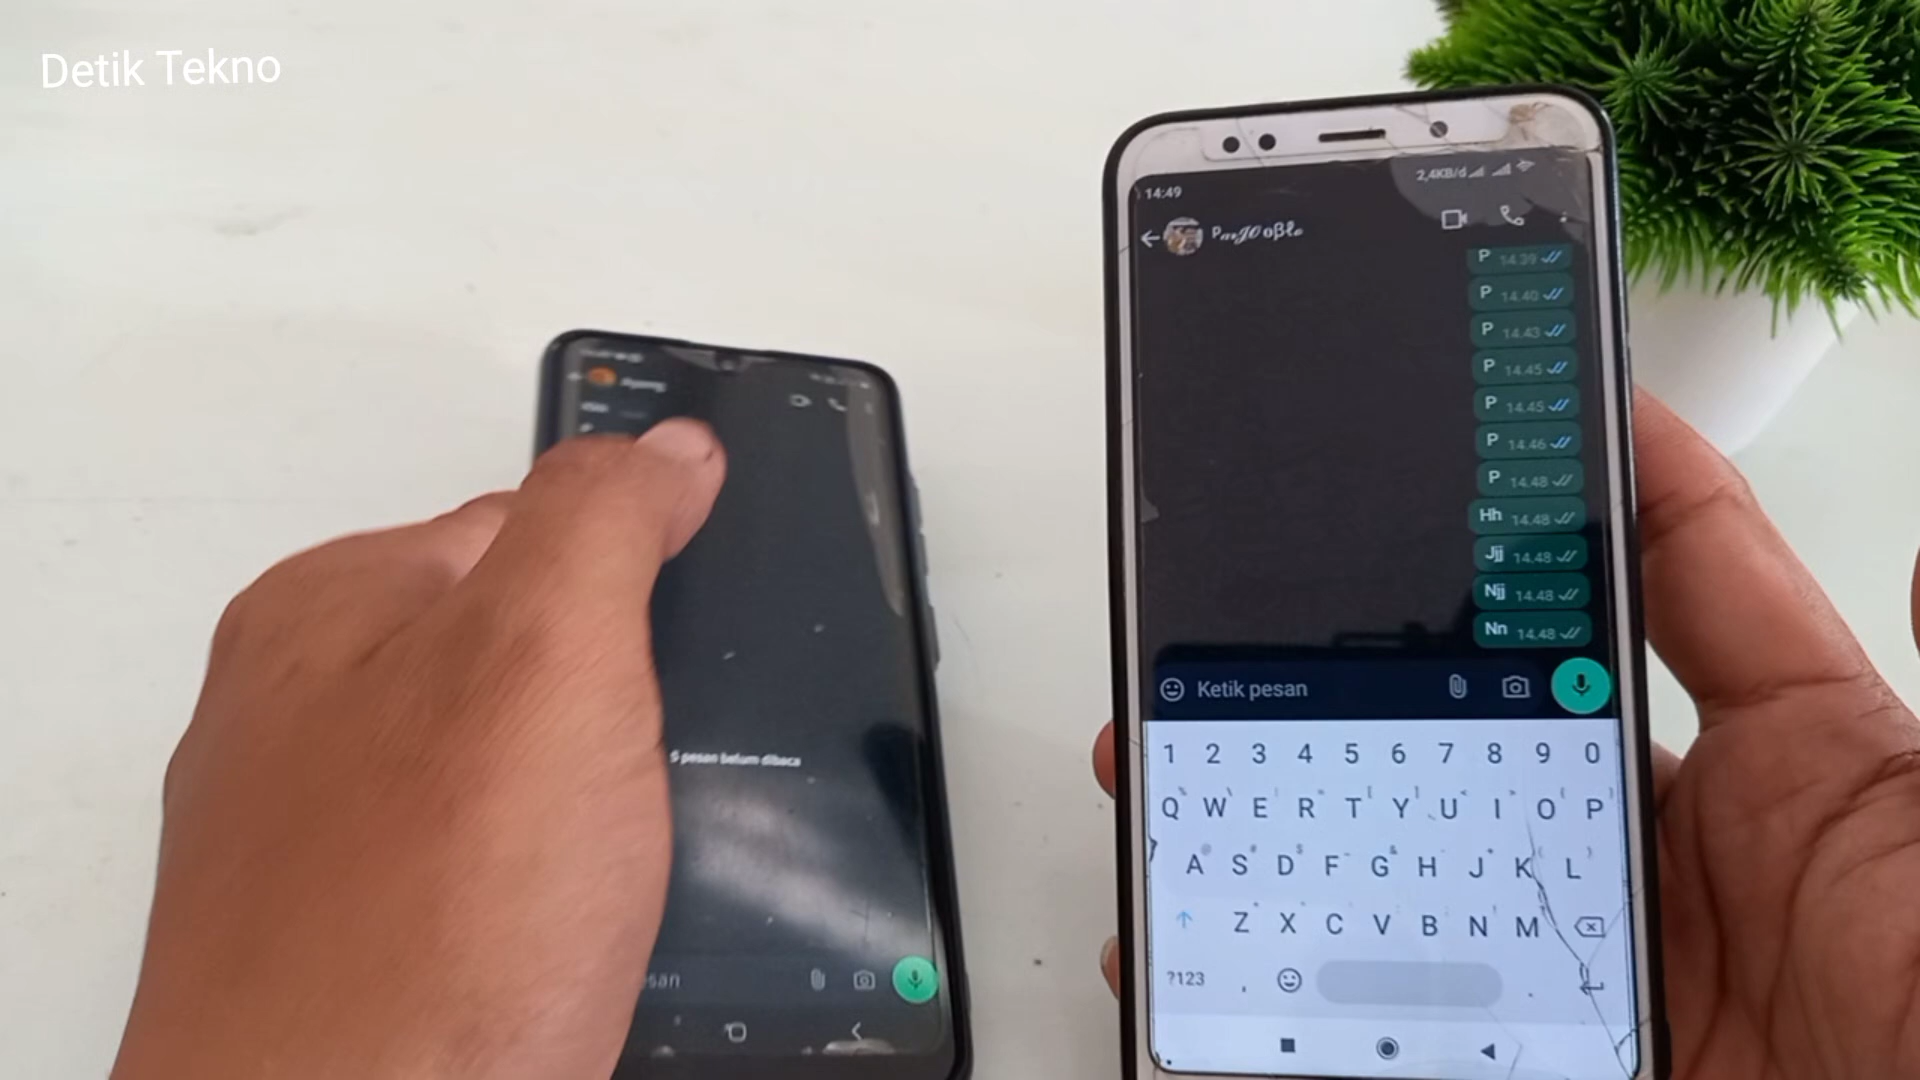 Detik Tekno
14:49
2,4KB/d
P 14.39
P 14.40
P 14.43
P 14.45
P 14.45
P 14.46
P 14.48
Hh 14.48
Jjj 14.48
Njj 14.48
Nn 14.48
Ketik pesan
1 2 3 4 5 6 7 8 9 0
Q W E R T Y U I O P
A S D F G H J K L
Z X C V B N M
?123 , .
5 pesan belum dibaca
san